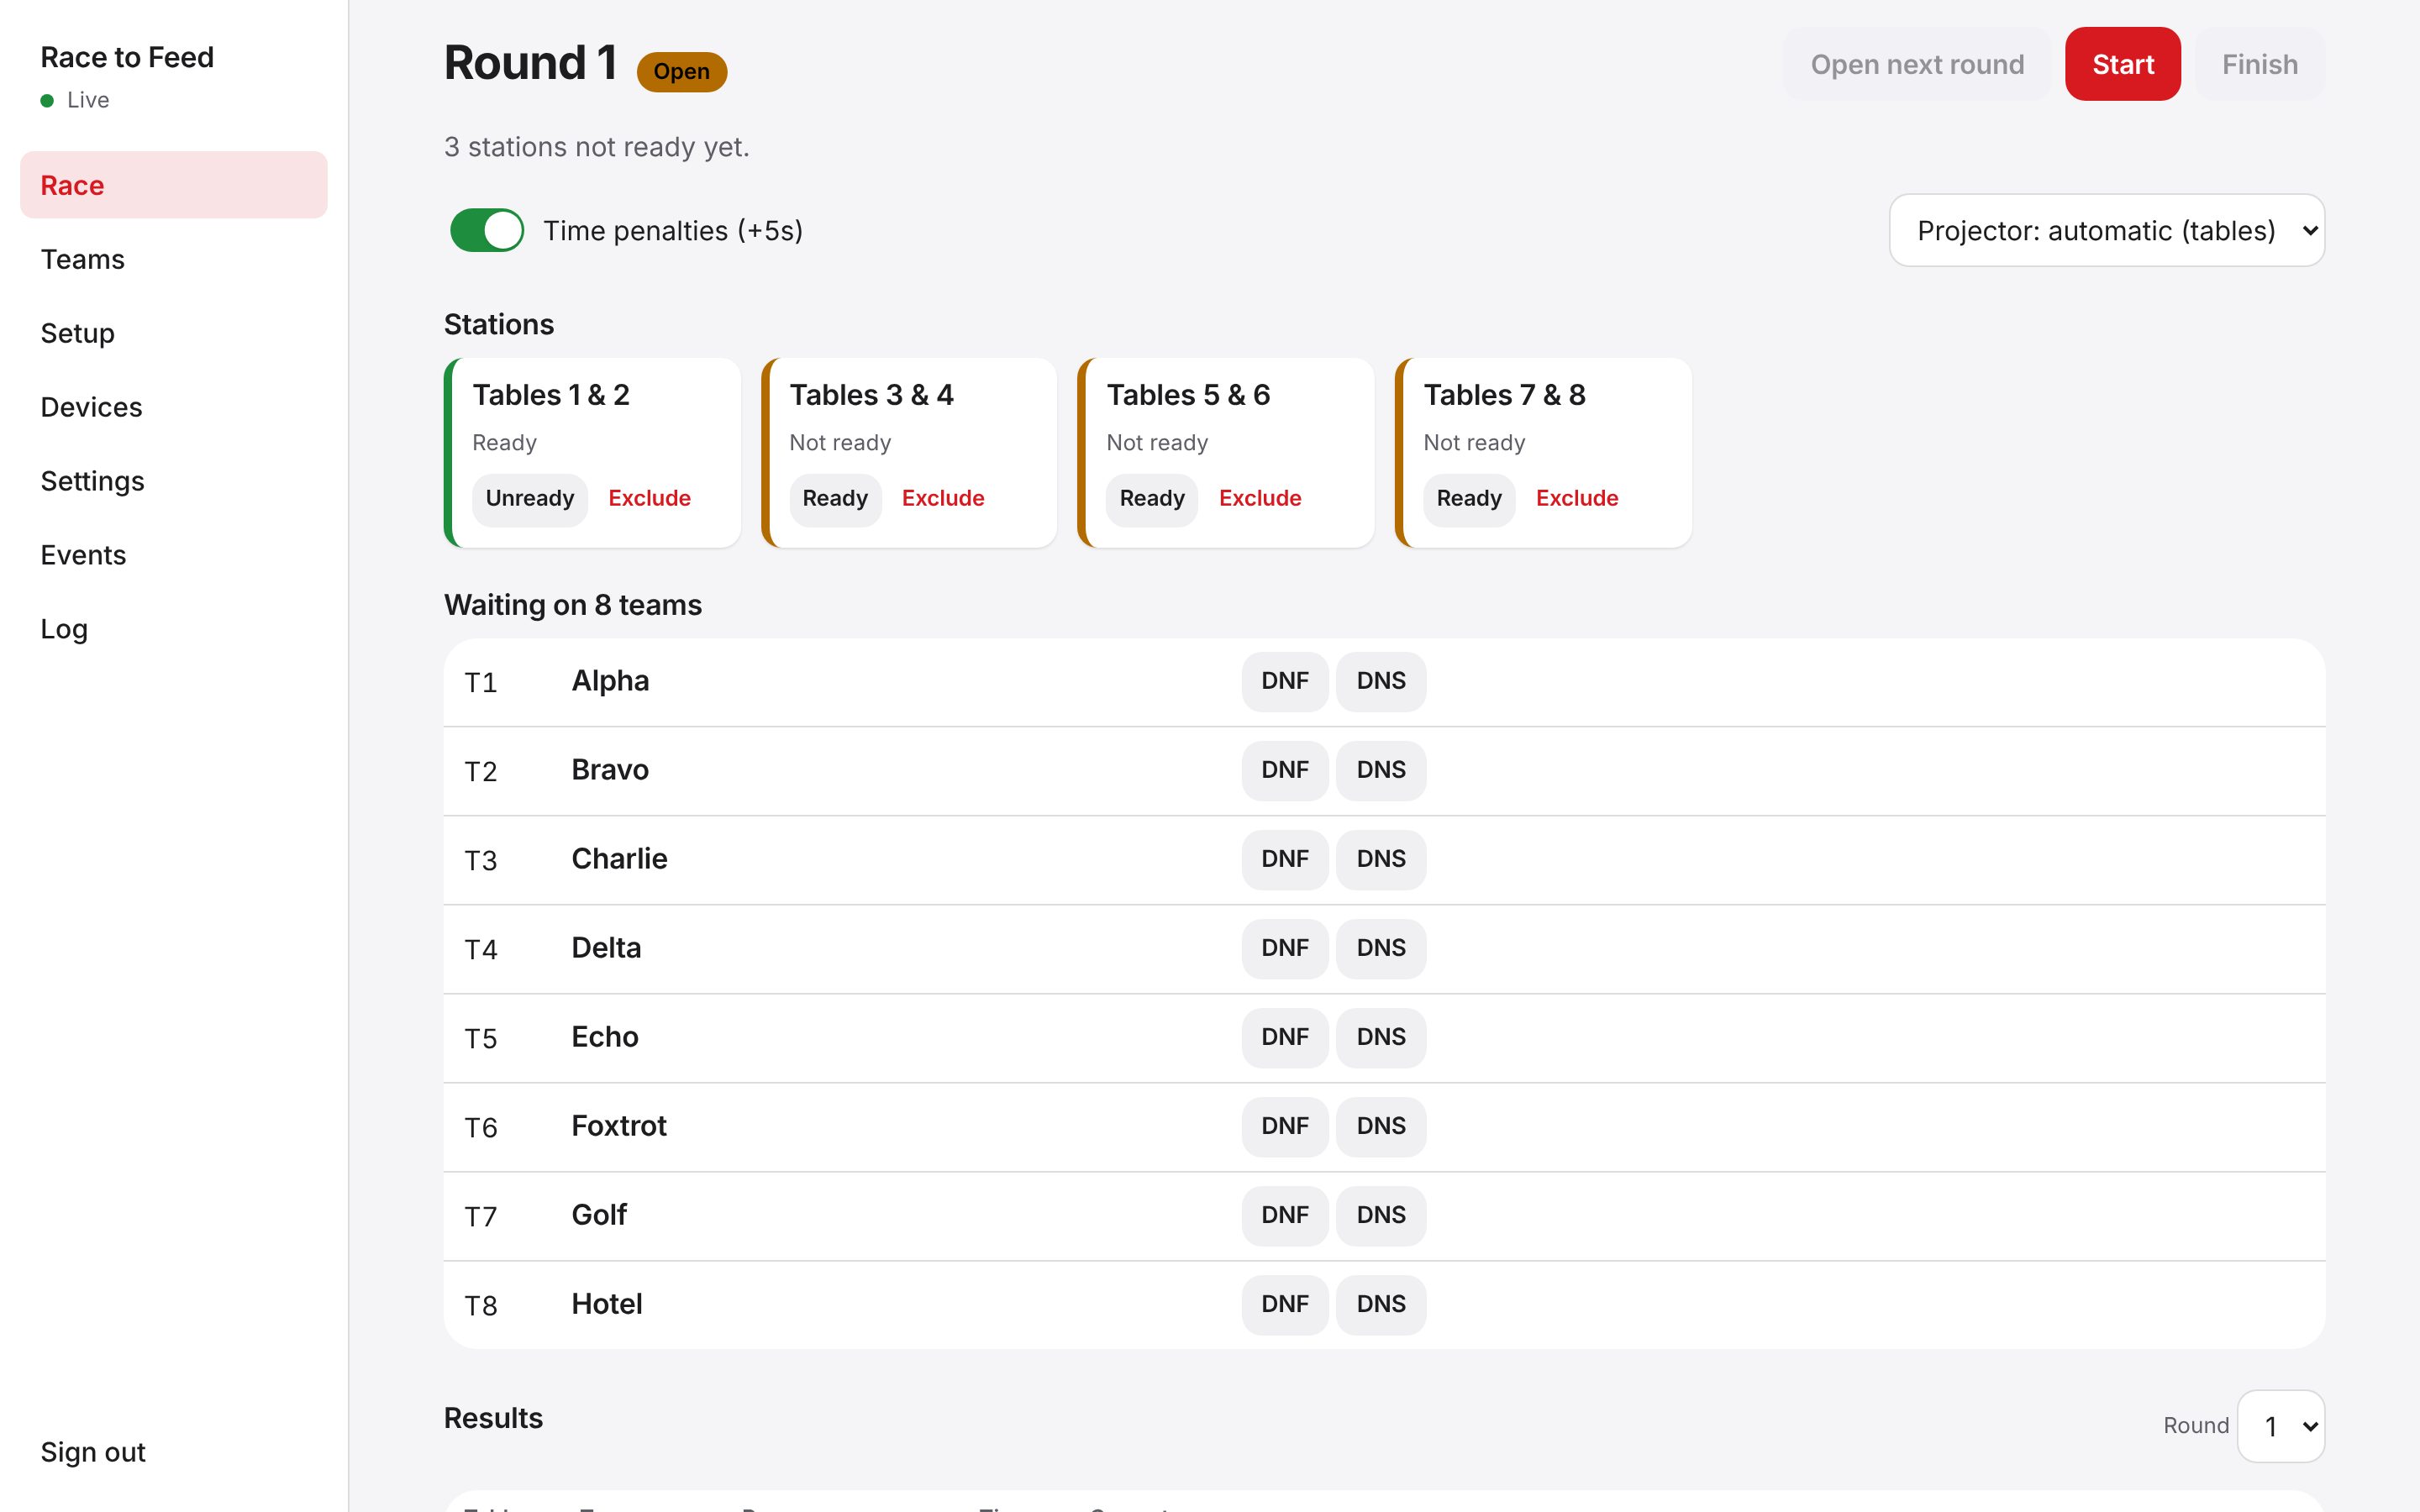 Race to Feed
Live
Race
Teams
Setup
Devices
Settings
Events
Log
Sign out
Round 1 Open
Open next round Start Finish
3 stations not ready yet.
Time penalties (+5s)
Projector: automatic (tables)
Stations
Tables 1 & 2
Ready
Unready Exclude
Tables 3 & 4
Not ready
Ready Exclude
Tables 5 & 6
Not ready
Ready Exclude
Tables 7 & 8
Not ready
Ready Exclude
Waiting on 8 teams
T1 Alpha DNF DNS
T2 Bravo DNF DNS
T3 Charlie DNF DNS
T4 Delta DNF DNS
T5 Echo DNF DNS
T6 Foxtrot DNF DNS
T7 Golf DNF DNS
T8 Hotel DNF DNS
Results
Round 1